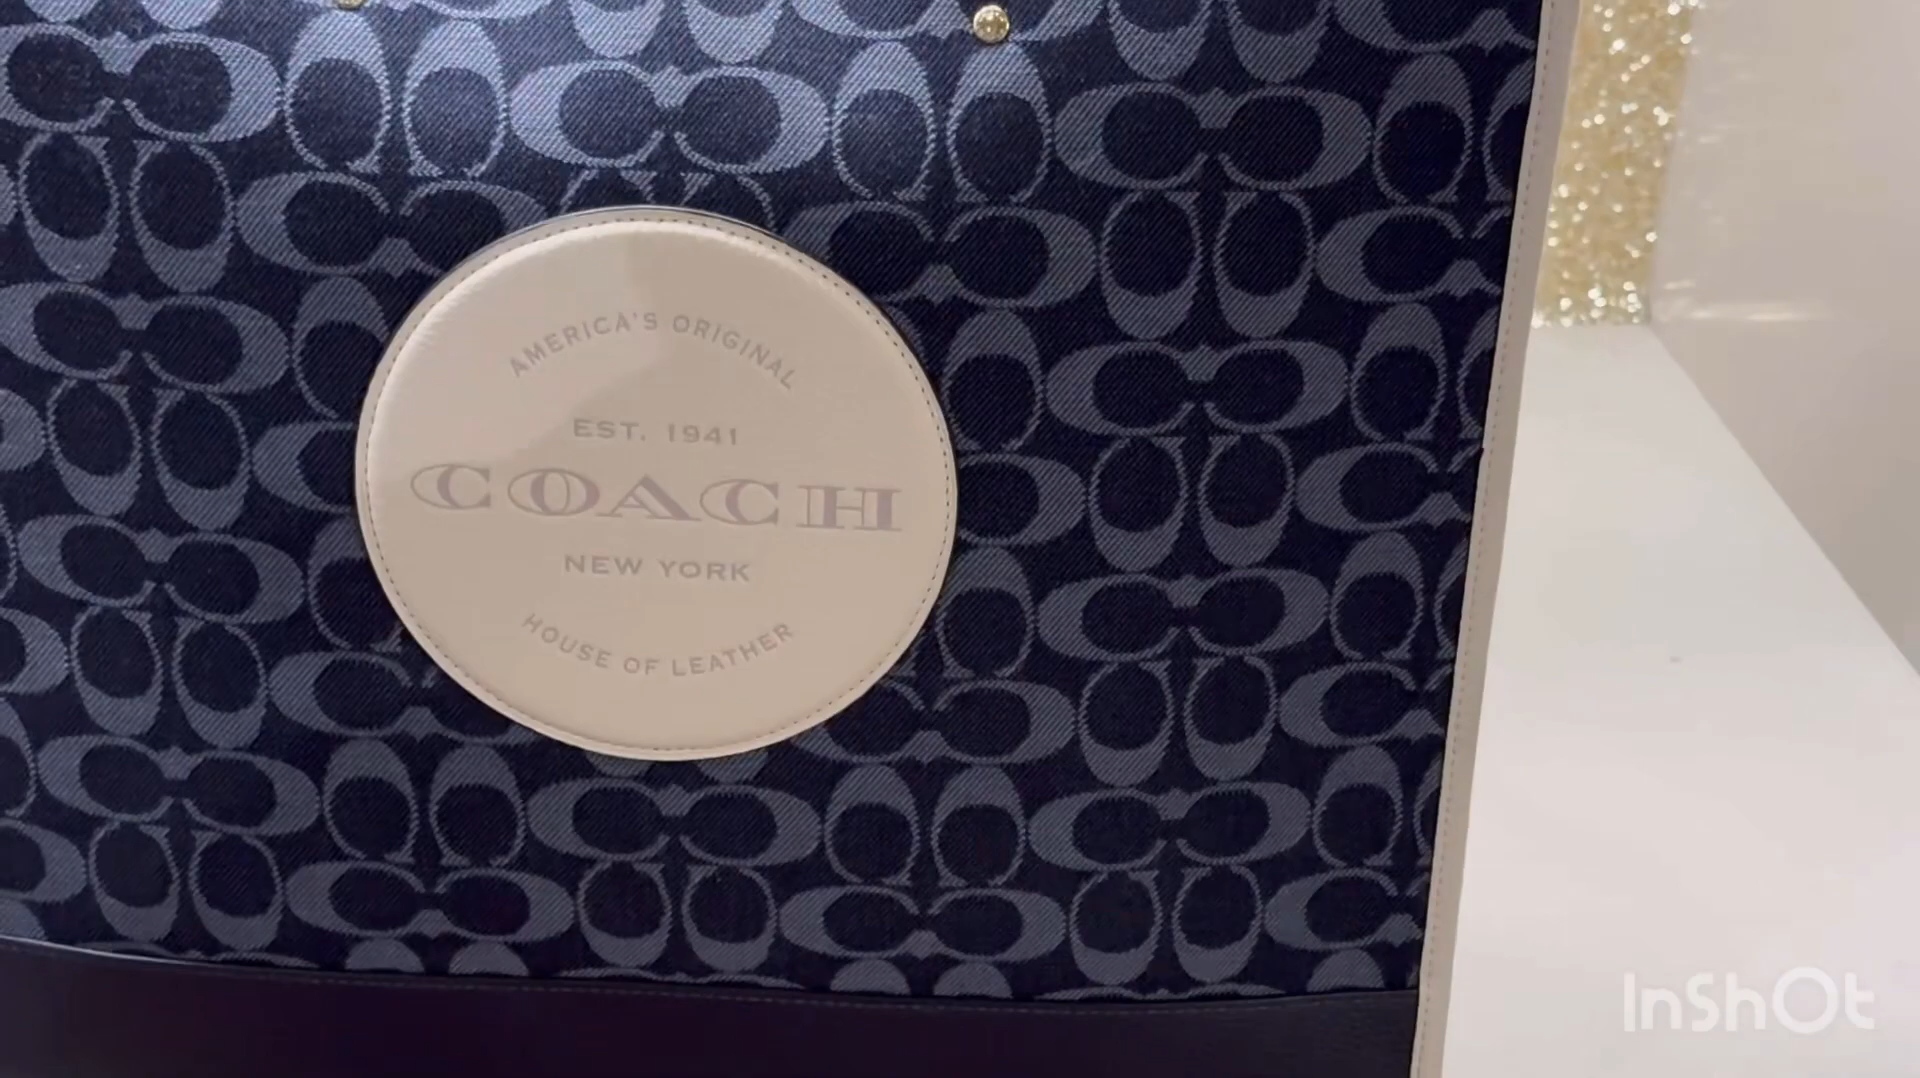 AMERICA'S ORIGINAL
EST. 1941
COACH
NEW YORK
HOUSE OF LEATHER
InShOt